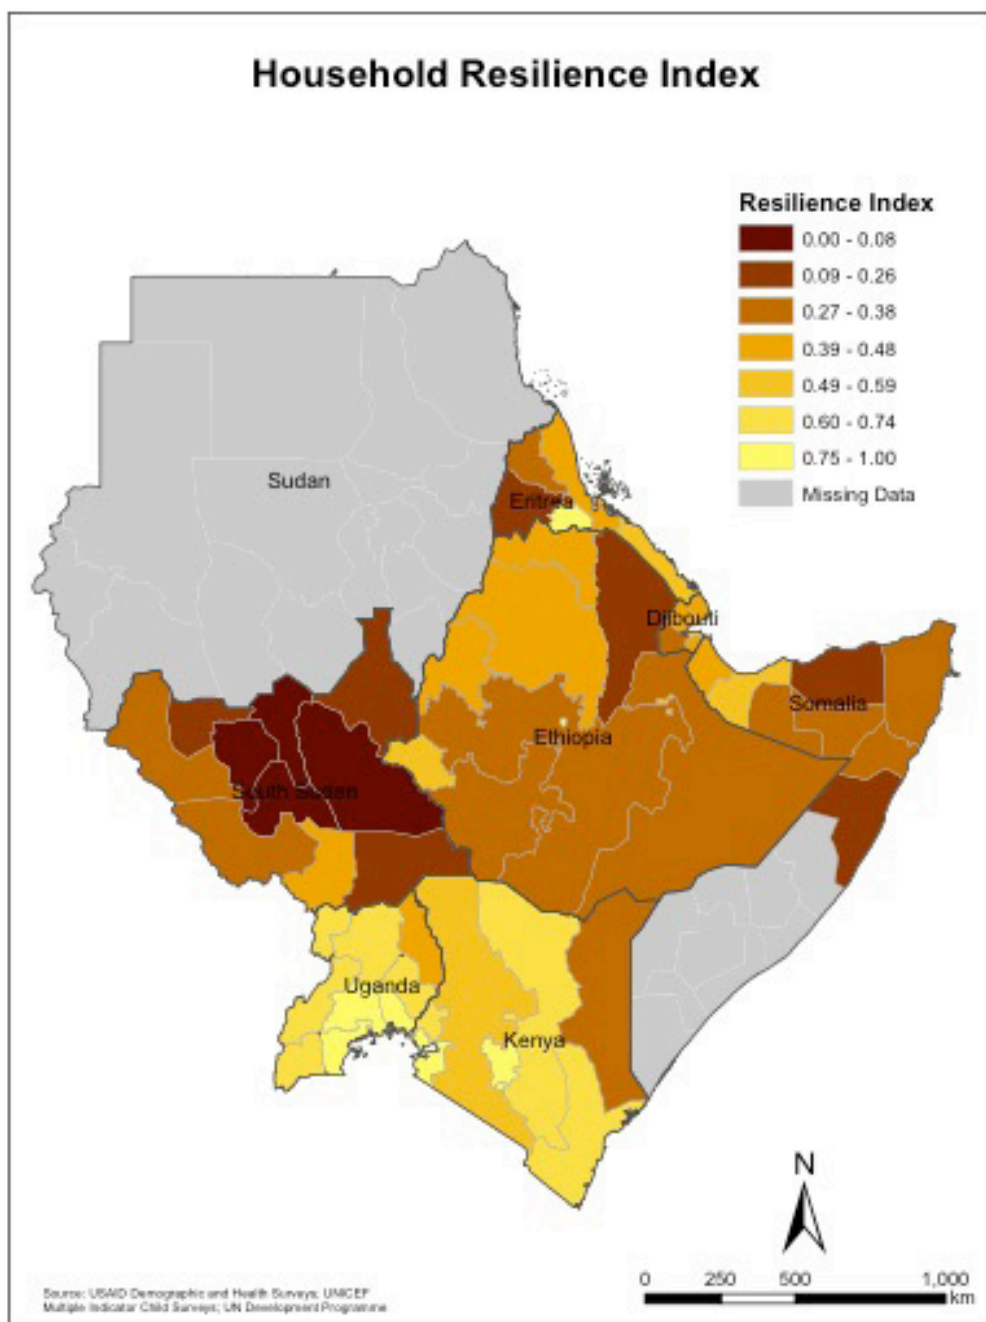 Household Resilience Index
Resilience Index
0.00 - 0.08
0.09 - 0.26
0.27 - 0.38
0.39 - 0.48
0.49 - 0.59
0.60 - 0.74
0.75 - 1.00
Missing Data
Sudan
Eritrea
Djibouti
Somalia
Ethiopia
South Sudan
Uganda
Kenya
N
0 250 500 1,000
km
Source: USAID Demographic and Health Surveys; UNICEF
Multiple Indicator Child Surveys; UN Development Programme